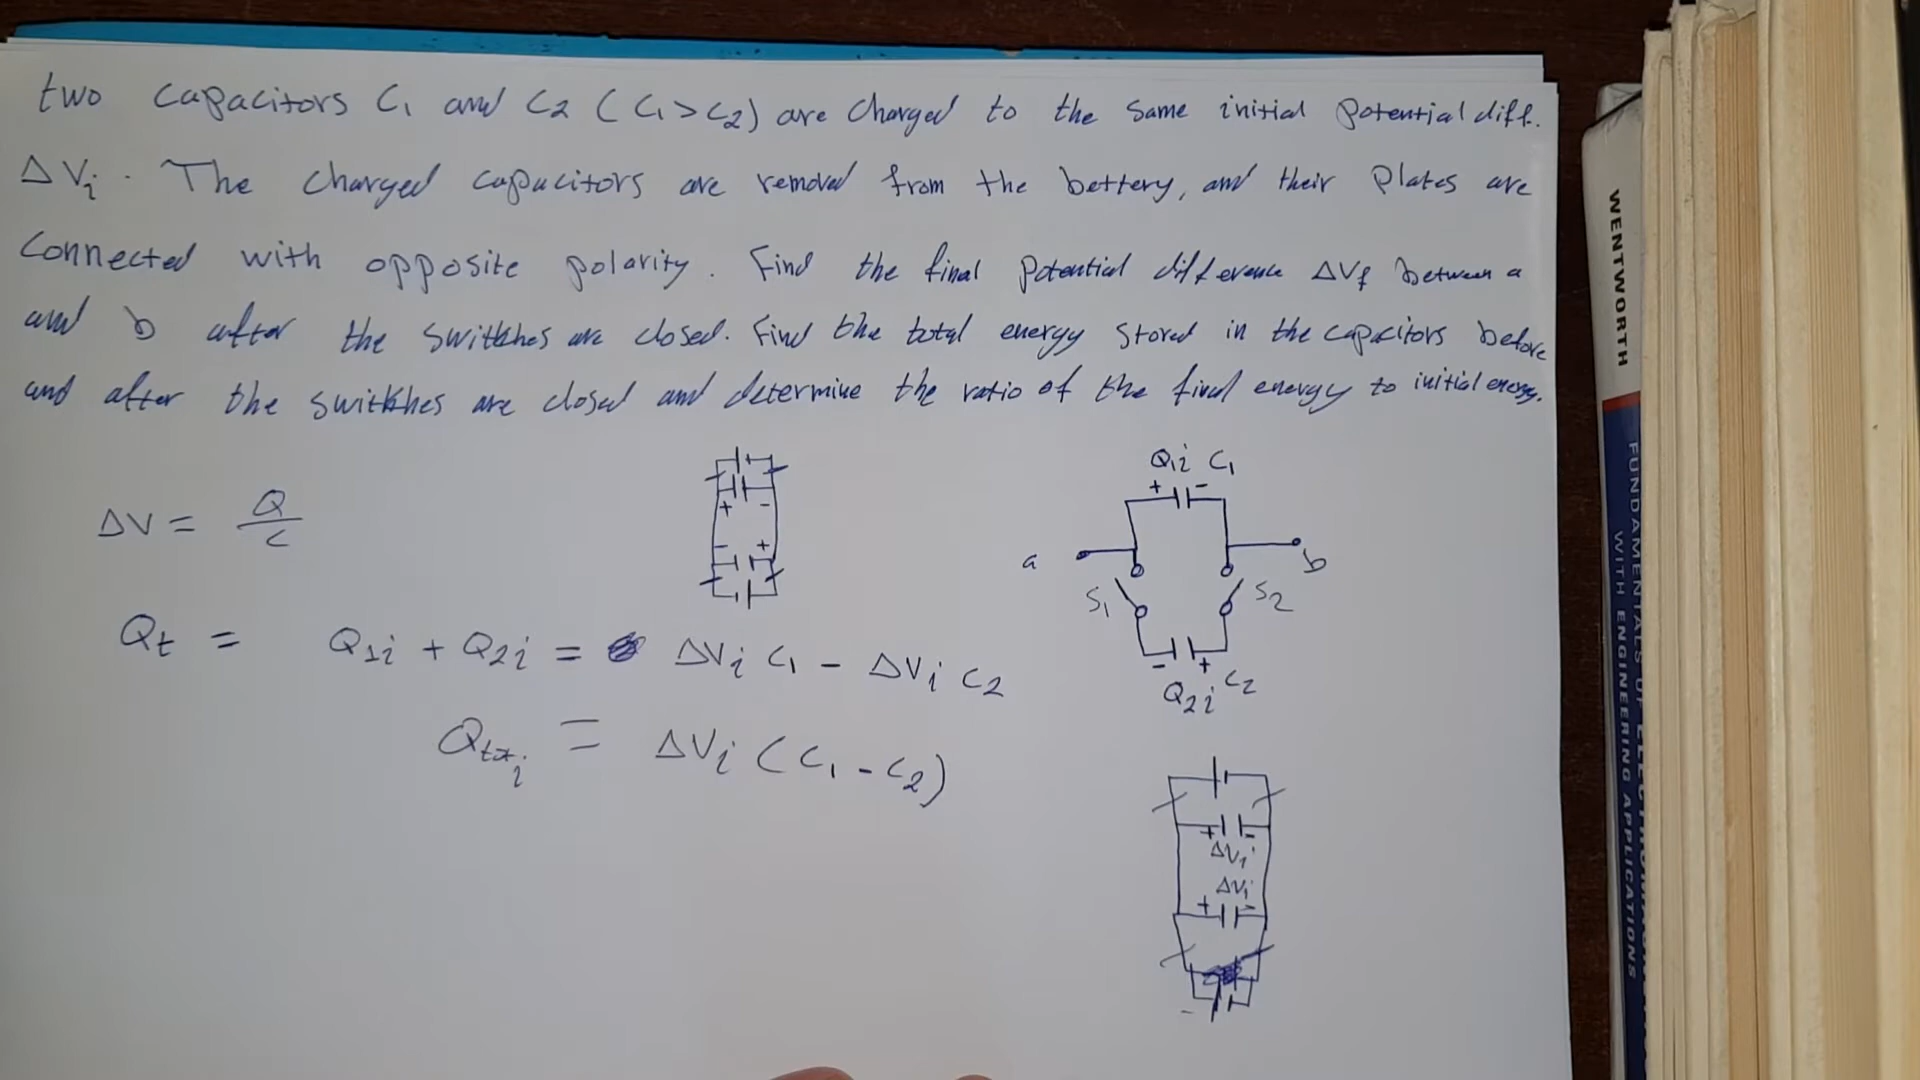 two capacitors C1 and C2 (C1>C2) are charged to the same initial potential diff.
ΔVi. The charged capacitors are removed from the bettery, and their plates are
connected with opposite polarity. Find the final potential difference ΔVf between a
and b after the switches are closed. Find the total energy stored in the capacitors before
and after the switches are closed and determine the ratio of the final energy to initial energy.
ΔV = Q/C
Qt = Q1i + Q2i = ΔVi C1 - ΔVi C2
Qtot i = ΔVi (C1 - C2)
+ -
- +
Q1i C1
+ -
a
b
S1
S2
- +
Q2i C2
+ -
ΔVi
ΔVi
+ -
-
WENTWORTH
FUNDAMENTALS OF
WITH ENGINEERING APPLICATIONS